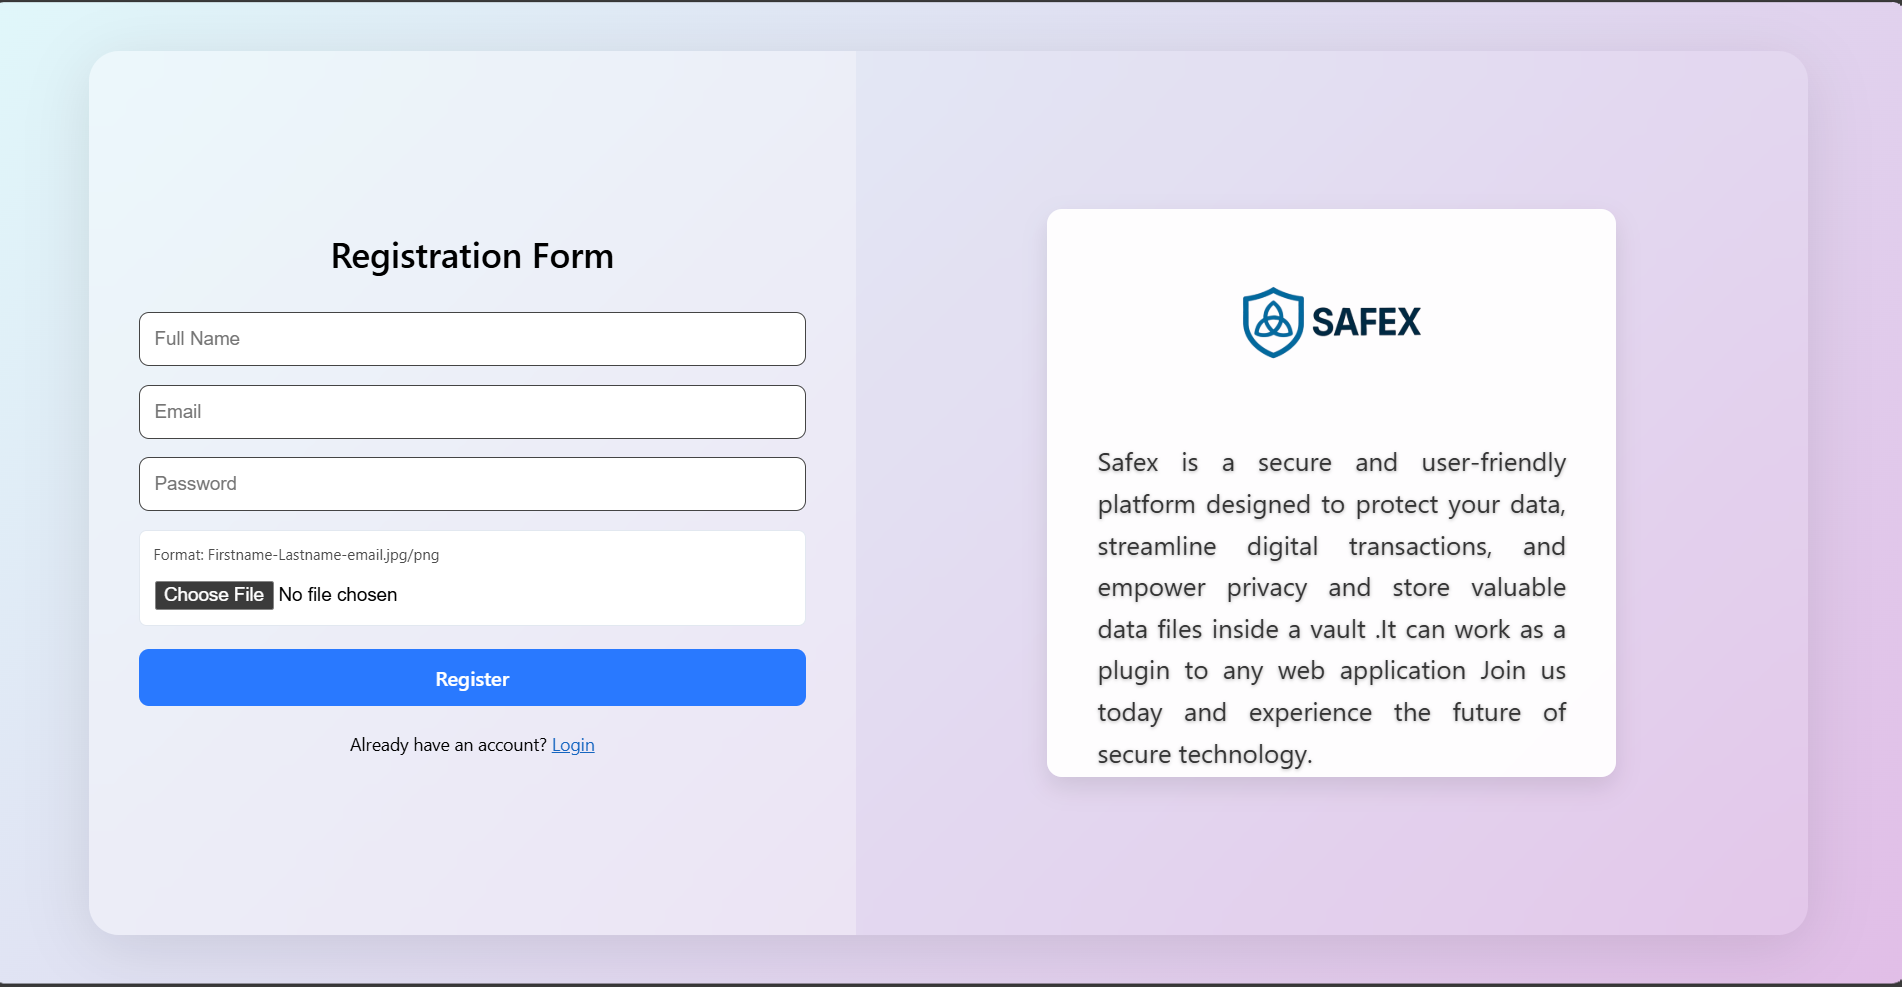 Registration Form
Full Name
Email
Password
Format: Firstname-Lastname-email.jpg/png
Choose File No file chosen
Register
Already have an account? Login
SAFEX
Safex is a secure and user-friendly
platform designed to protect your data,
streamline digital transactions, and
empower privacy and store valuable
data files inside a vault .It can work as a
plugin to any web application Join us
today and experience the future of
secure technology.